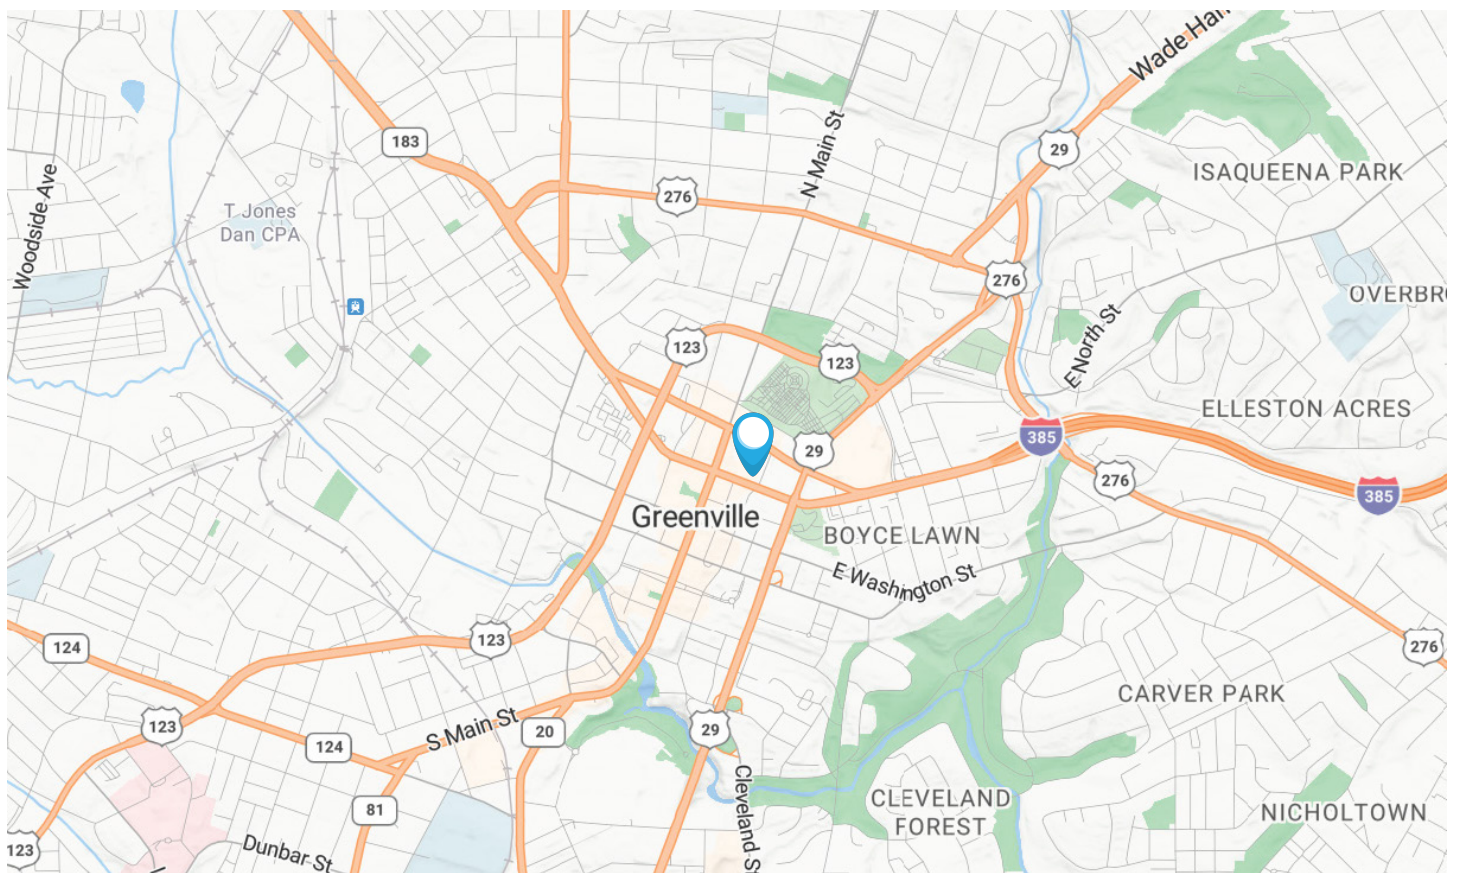 Wade Ham
183
29
ISAQUEENA PARK
N Main St
276
T Jones
Dan CPA
Woodside Ave
276
OVERBR
E North St
123
123
ELLESTON ACRES
385
29
276
385
Greenville
BOYCE LAWN
E Washington St
124
123
276
CARVER PARK
123
S Main St
20
29
124
Cleveland S
81
CLEVELAND
FOREST
NICHOLTOWN
Dunbar St
123